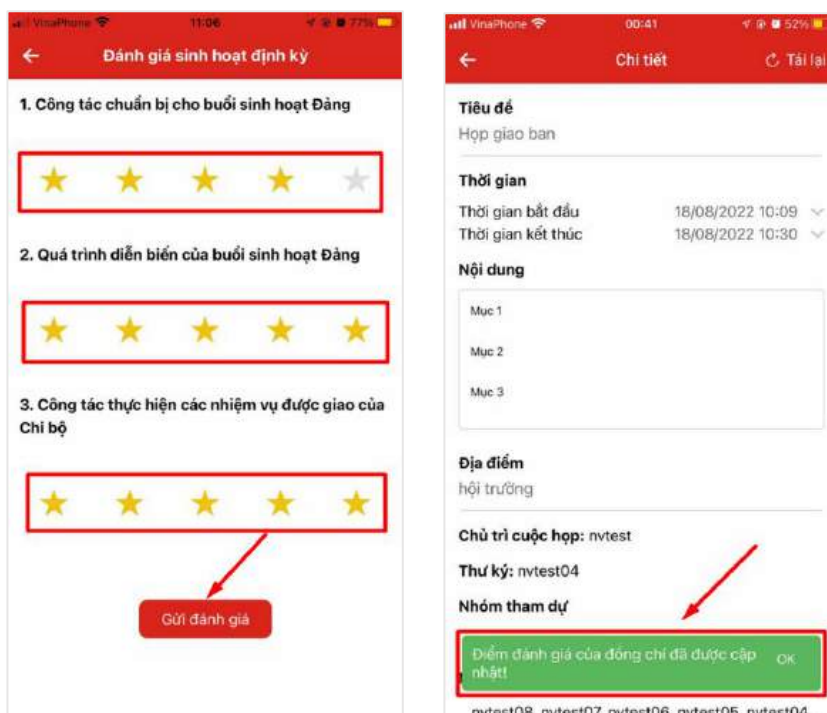 VinaPhone 11:06 77%
Đánh giá sinh hoạt định kỳ
1. Công tác chuẩn bị cho buổi sinh hoạt Đảng
2. Quá trình diễn biến của buổi sinh hoạt Đảng
3. Công tác thực hiện các nhiệm vụ được giao của
Chi bộ
Gửi đánh giá
VinaPhone 00:41 52%
Chi tiết Tải lại
Tiêu đề
Họp giao ban
Thời gian
Thời gian bắt đầu 18/08/2022 10:09
Thời gian kết thúc 18/08/2022 10:30
Nội dung
Mục 1
Mục 2
Mục 3
Địa điểm
hội trường
Chủ trì cuộc họp: nvtest
Thư ký: nvtest04
Nhóm tham dự
Điểm đánh giá của đồng chí đã được cập
nhật!
OK
nvtest08, nvtest07, nvtest06, nvtest05, nvtest04